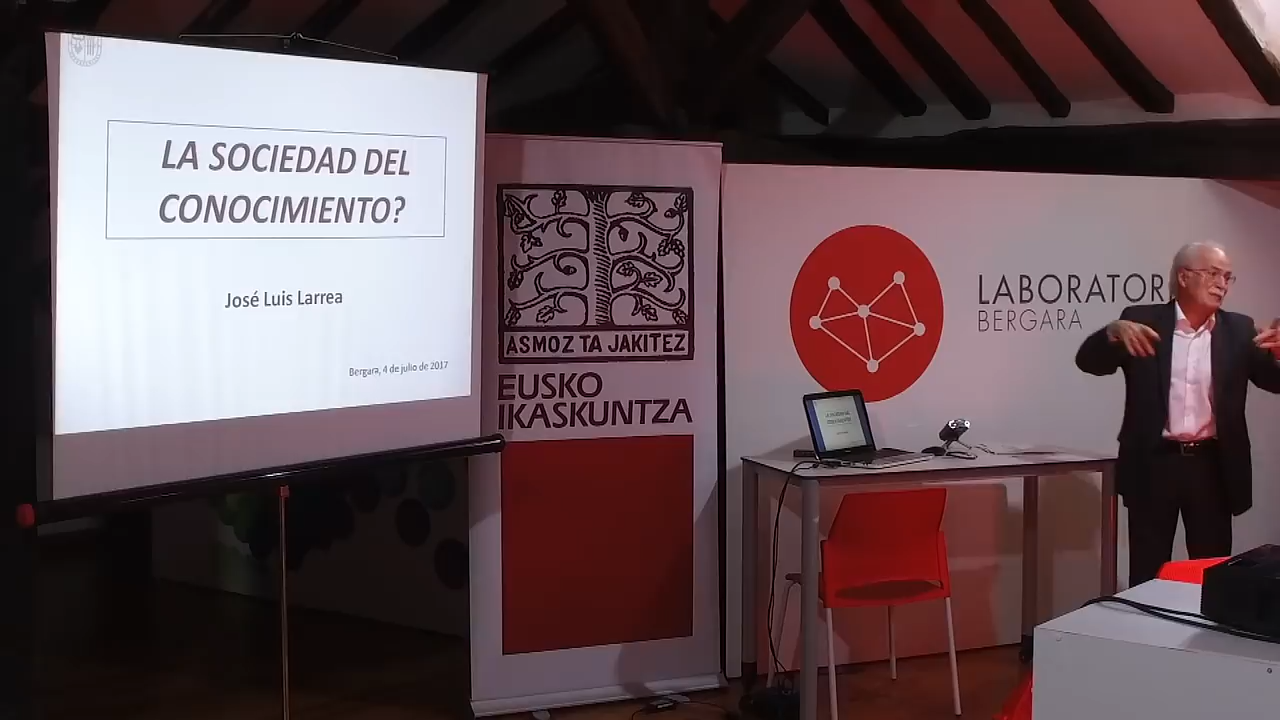 LA SOCIEDAD DEL
CONOCIMIENTO?
José Luis Larrea
Bergara, 4 de julio de 2017
ASMOZ TA JAKITEZ
EUSKO
IKASKUNTZA
LABORATOR
BERGARA